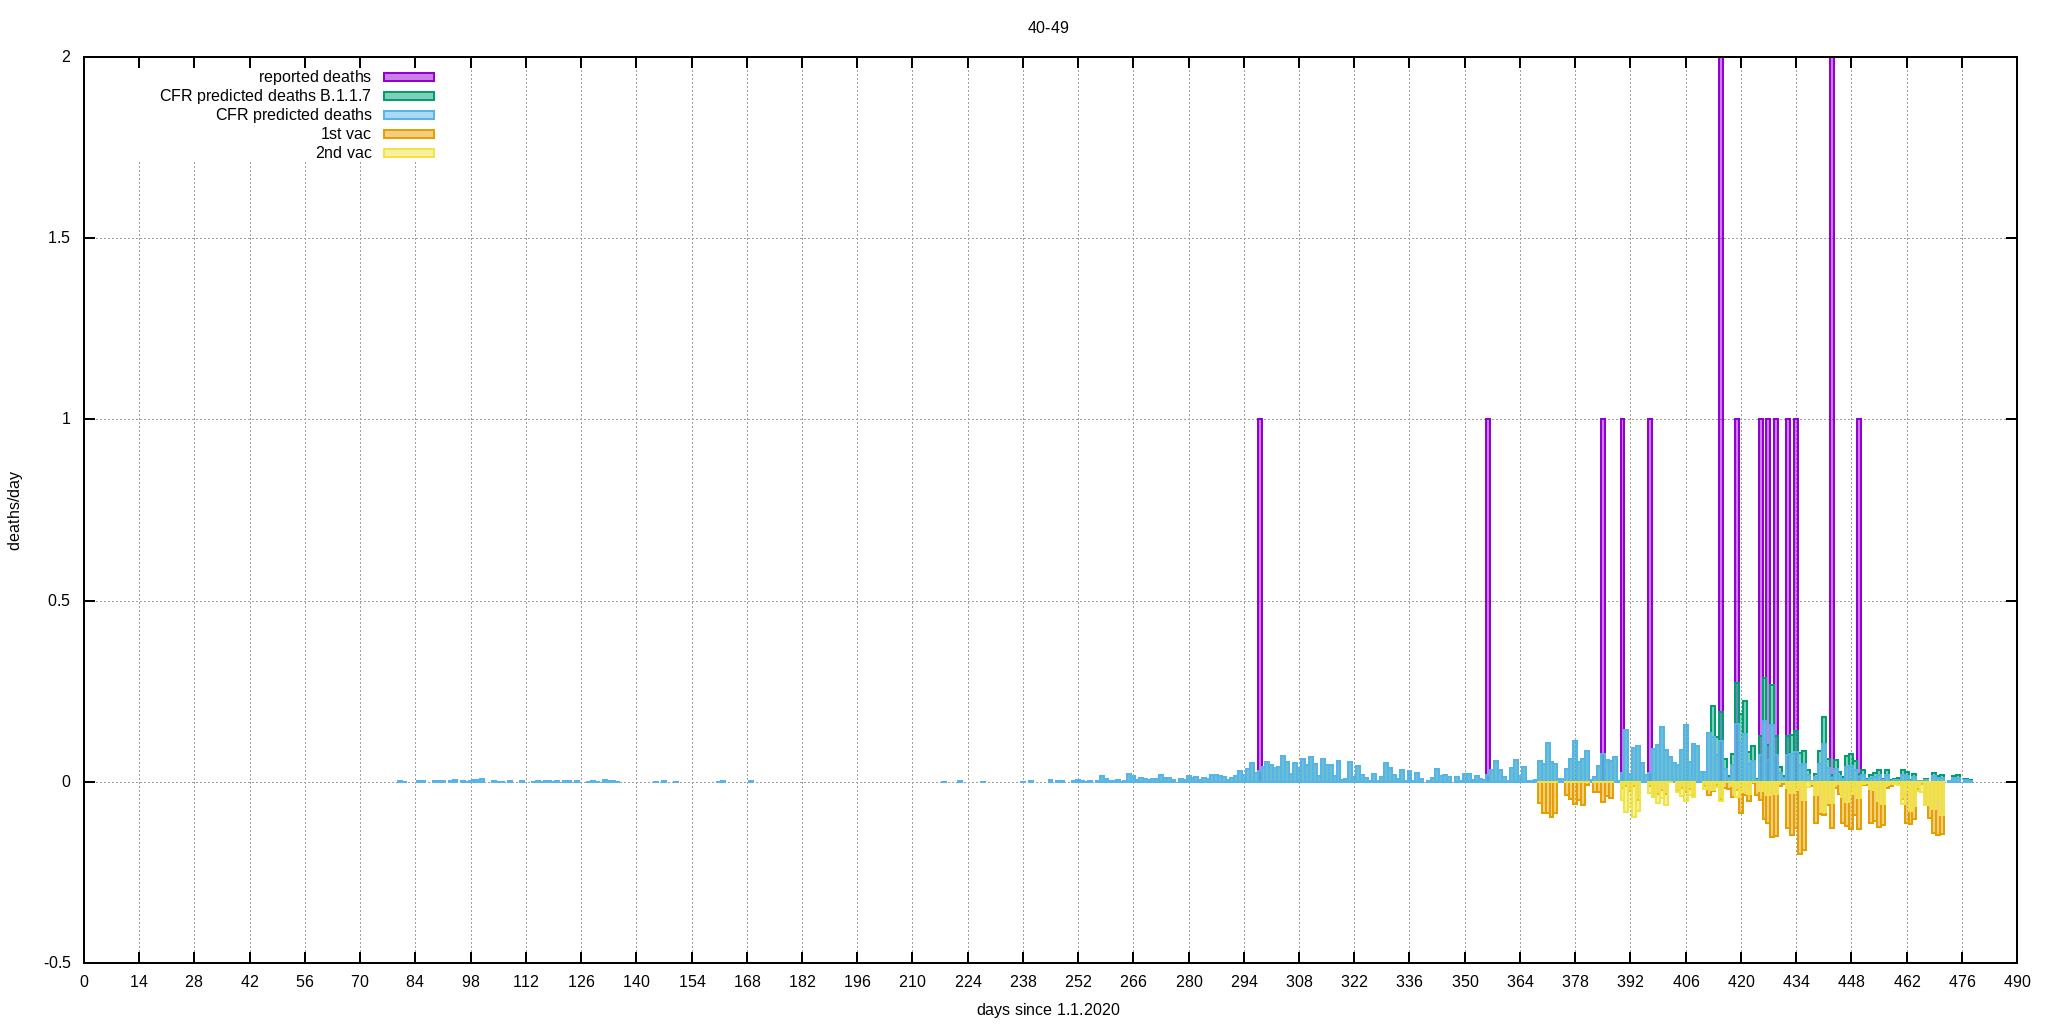 40-49
reported deaths
CFR predicted deaths B.1.1.7
CFR predicted deaths
1st vac
2nd vac
2
1.5
1
0.5
0
-0.5
deaths/day
0 14 28 42 56 70 84 98 112 126 140 154 168 182 196 210 224 238 252 266 280 294 308 322 336 350 364 378 392 406 420 434 448 462 476 490
days since 1.1.2020